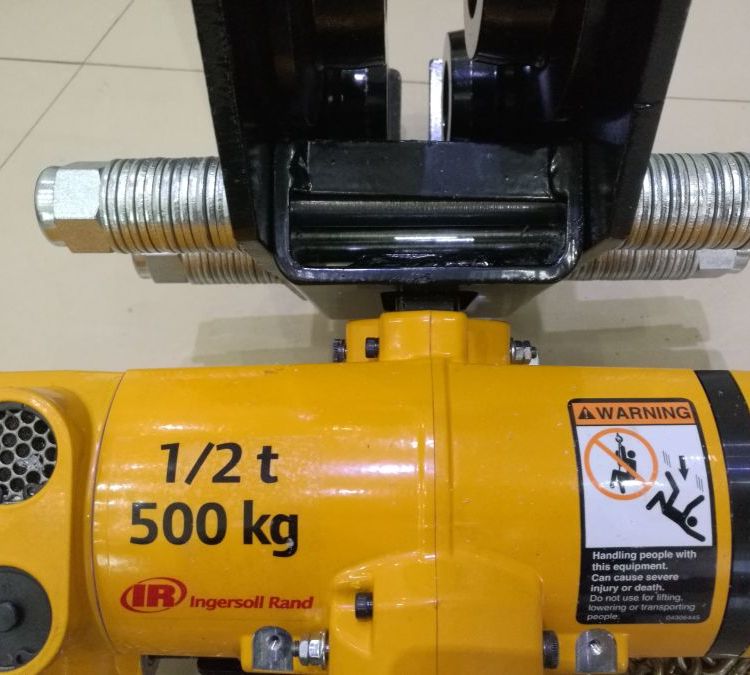 1/2 t
500 kg
IR Ingersoll Rand
WARNING
Handling people with
this equipment.
Can cause severe
injury or death.
Do not use for lifting,
lowering or transporting
people.
04306445